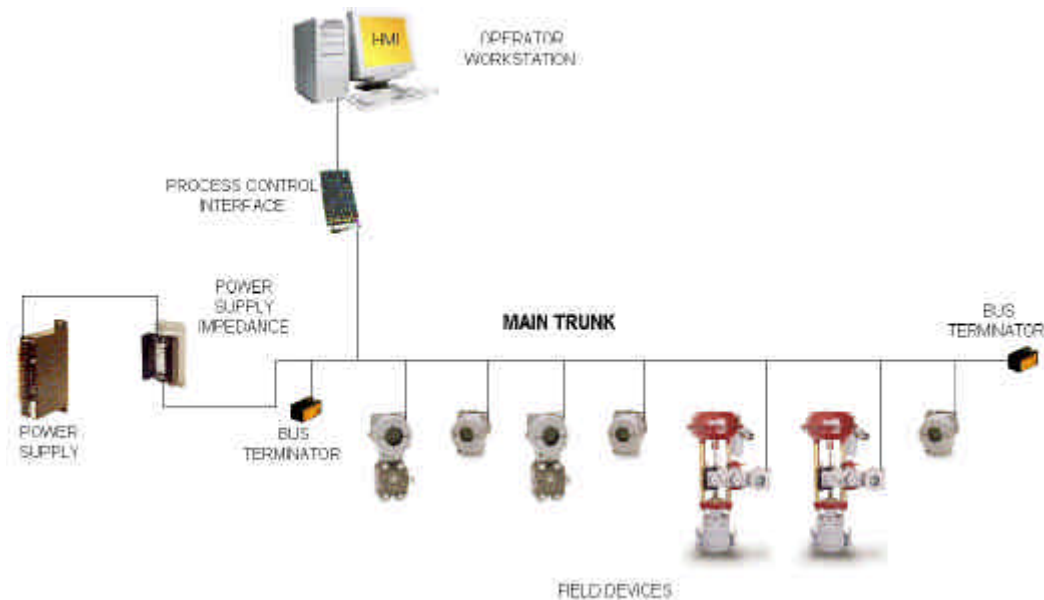 HMI
OPERATOR
WORKSTATION
PROCESS CONTROL
INTERFACE
POWER
SUPPLY
IMPEDANCE
MAIN TRUNK
BUS
TERMINATOR
POWER
SUPPLY
BUS
TERMINATOR
FIELD DEVICES